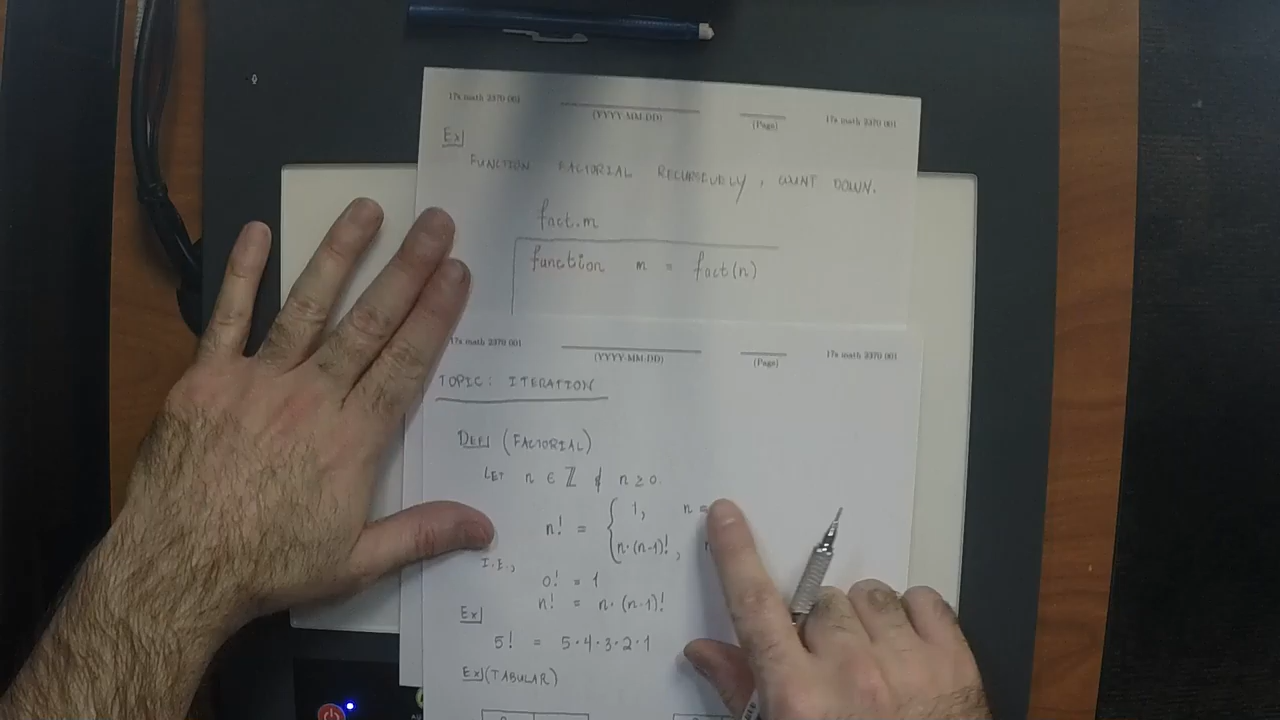 17s math 2370 001 (YYYY-MM-DD) (Page) 17s math 2370 001
Ex
FUNCTION FACTORIAL RECURSIVELY, COUNT DOWN.
fact.m
function m = fact(n)
17s math 2370 001 (YYYY-MM-DD) (Page) 17s math 2370 001
TOPIC: ITERATION
DEF (FACTORIAL)
LET n ∈ ℤ & n ≥ 0.
n! = { 1, n =
n·(n-1)!,
I.E.,
0! = 1
n! = n·(n-1)!
Ex
5! = 5·4·3·2·1
Ex (TABULAR)